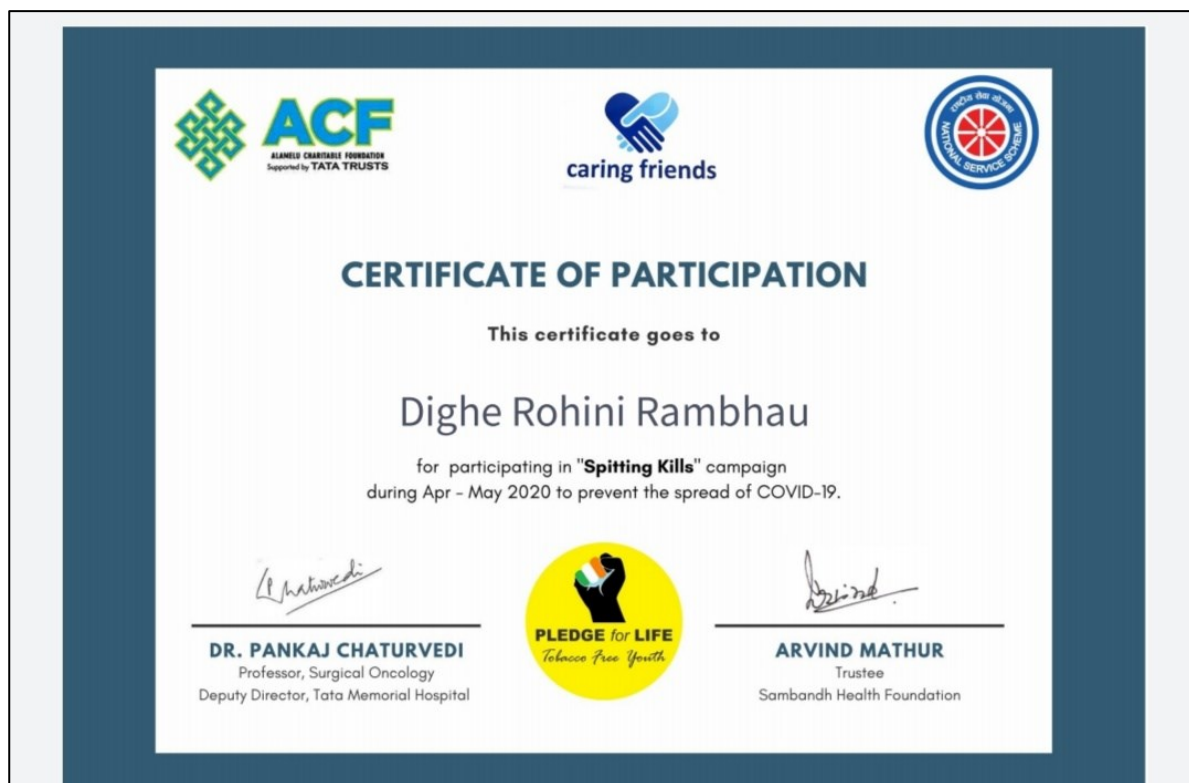 ACF
ALAMELU CHARITABLE FOUNDATION
Supported by TATA TRUSTS
caring friends
राष्ट्रीय सेवा योजना
NATIONAL SERVICE SCHEME
CERTIFICATE OF PARTICIPATION
This certificate goes to
Dighe Rohini Rambhau
for participating in "Spitting Kills" campaign
during Apr - May 2020 to prevent the spread of COVID-19.
DR. PANKAJ CHATURVEDI
Professor, Surgical Oncology
Deputy Director, Tata Memorial Hospital
PLEDGE for LIFE
Tobacco Free Youth
ARVIND MATHUR
Trustee
Sambandh Health Foundation